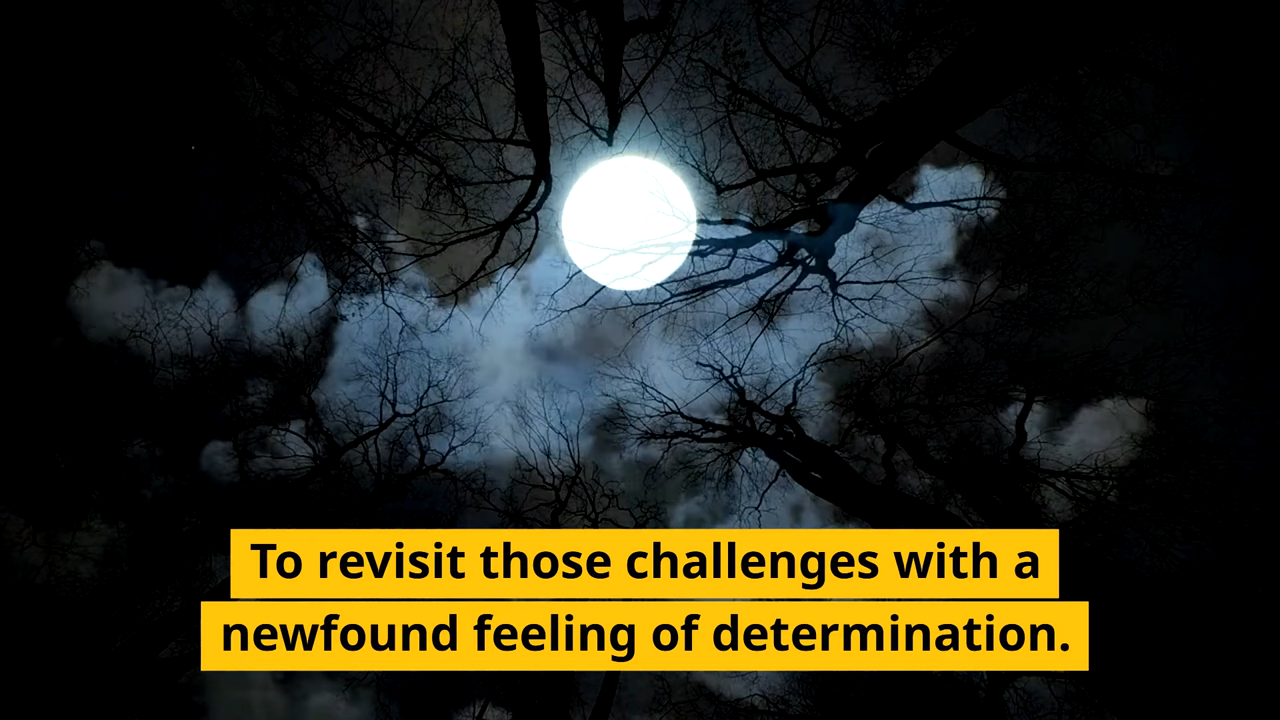 To revisit those challenges with a
newfound feeling of determination.